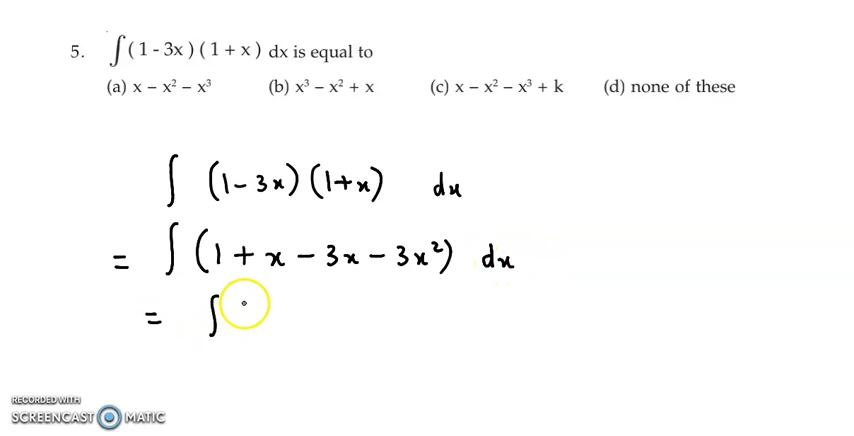 5. ∫(1 - 3x)(1 + x) dx is equal to
(a) x − x² − x³ (b) x³ − x² + x (c) x − x² − x³ + k (d) none of these
∫ (1 - 3x) (1+x) dx
= ∫ (1 + x - 3x - 3x²) dx
= ∫
RECORDED WITH
SCREENCAST MATIC